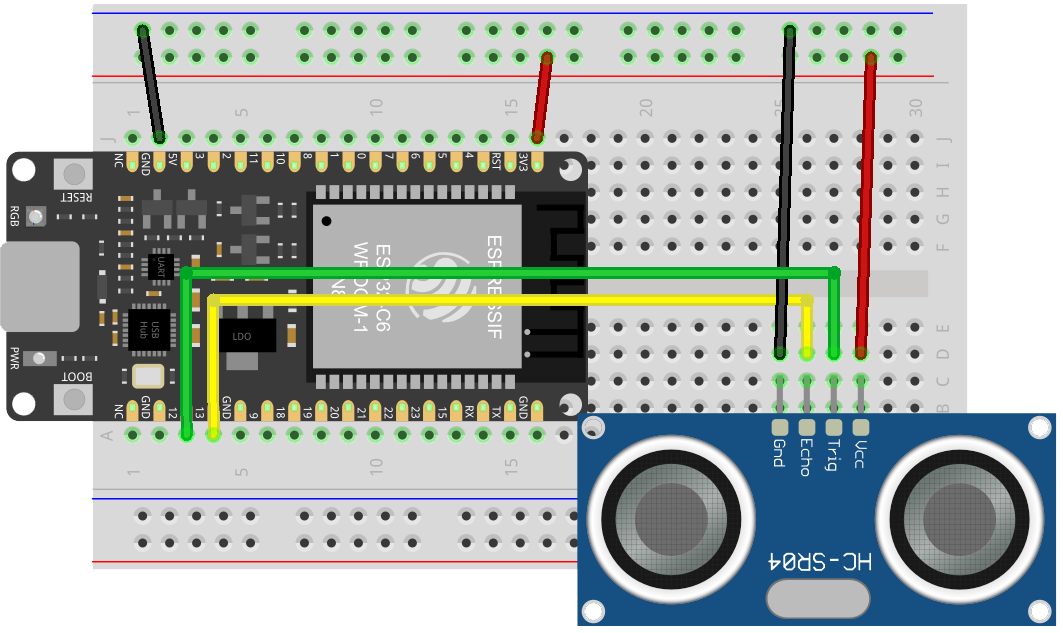 1 5 10 15 20 25 30
J J
NC GND 5V 3 2 11 10 8 1 0 7 6 5 4 RST 3V3
I
RESET
H
RGB
G
F
UART
ESPRESSIF
ESP32-C6
WROOM-1
USB
Hub
LDO
E
PWR
D
BOOT
C
NC GND 12 13 GND 9 18 19 20 21 22 23 15 RX TX GND
B
A
Gnd Echo Trig Vcc
1 5 10 15
HC-SR04